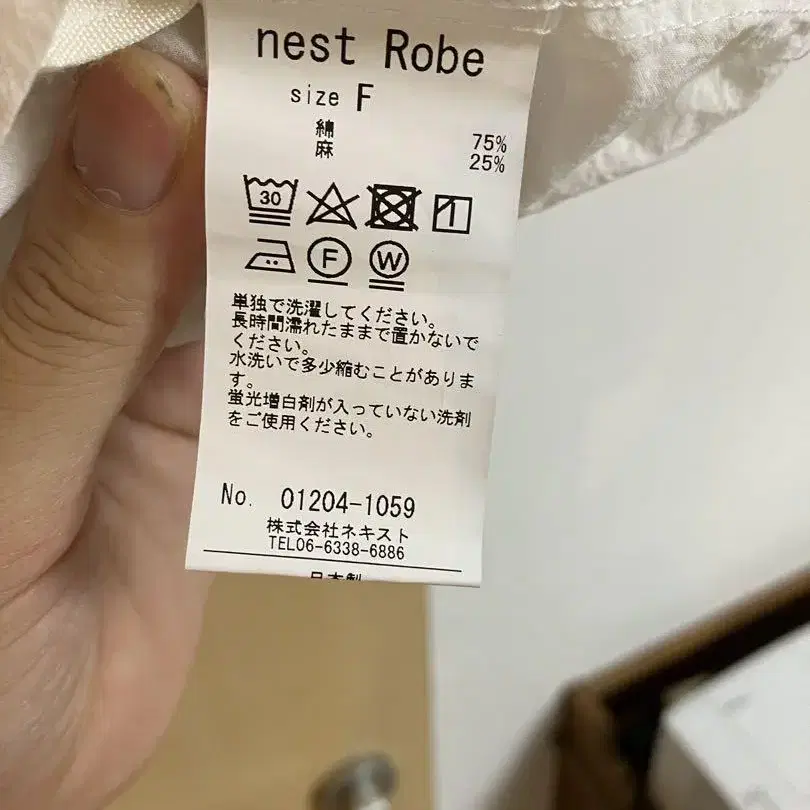 nest Robe
size F
綿 75%
麻 25%
30
F W
単独で洗濯してください。
長時間濡れたままで置かないで
ください。
水洗いで多少縮むことがありま
す。
蛍光増白剤が入っていない洗剤
をご使用ください。
No. 01204-1059
株式会社ネキスト
TEL06-6338-6886
日本製